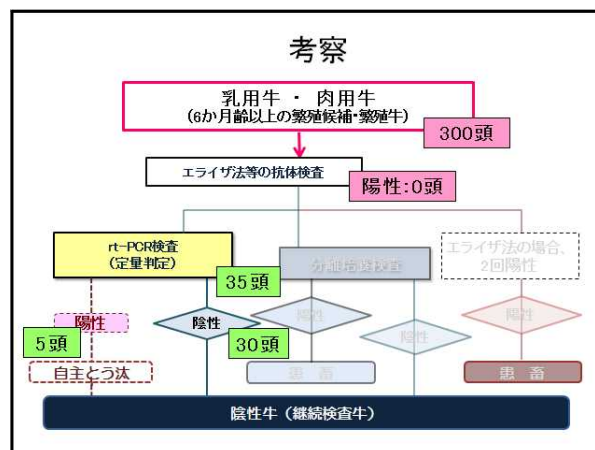 考察
乳用牛 ・ 肉用牛
(6か月齢以上の繁殖候補・繁殖牛)
300頭
エライザ法等の抗体検査
陽性：0頭
rt-PCR検査
(定量判定)
35頭
分離培養検査
エライザ法の場合、
2回陽性
陽性
陰性
陽性
陰性
陽性
5頭
30頭
自主とう汰
患 畜
患 畜
陰性牛（継続検査牛）